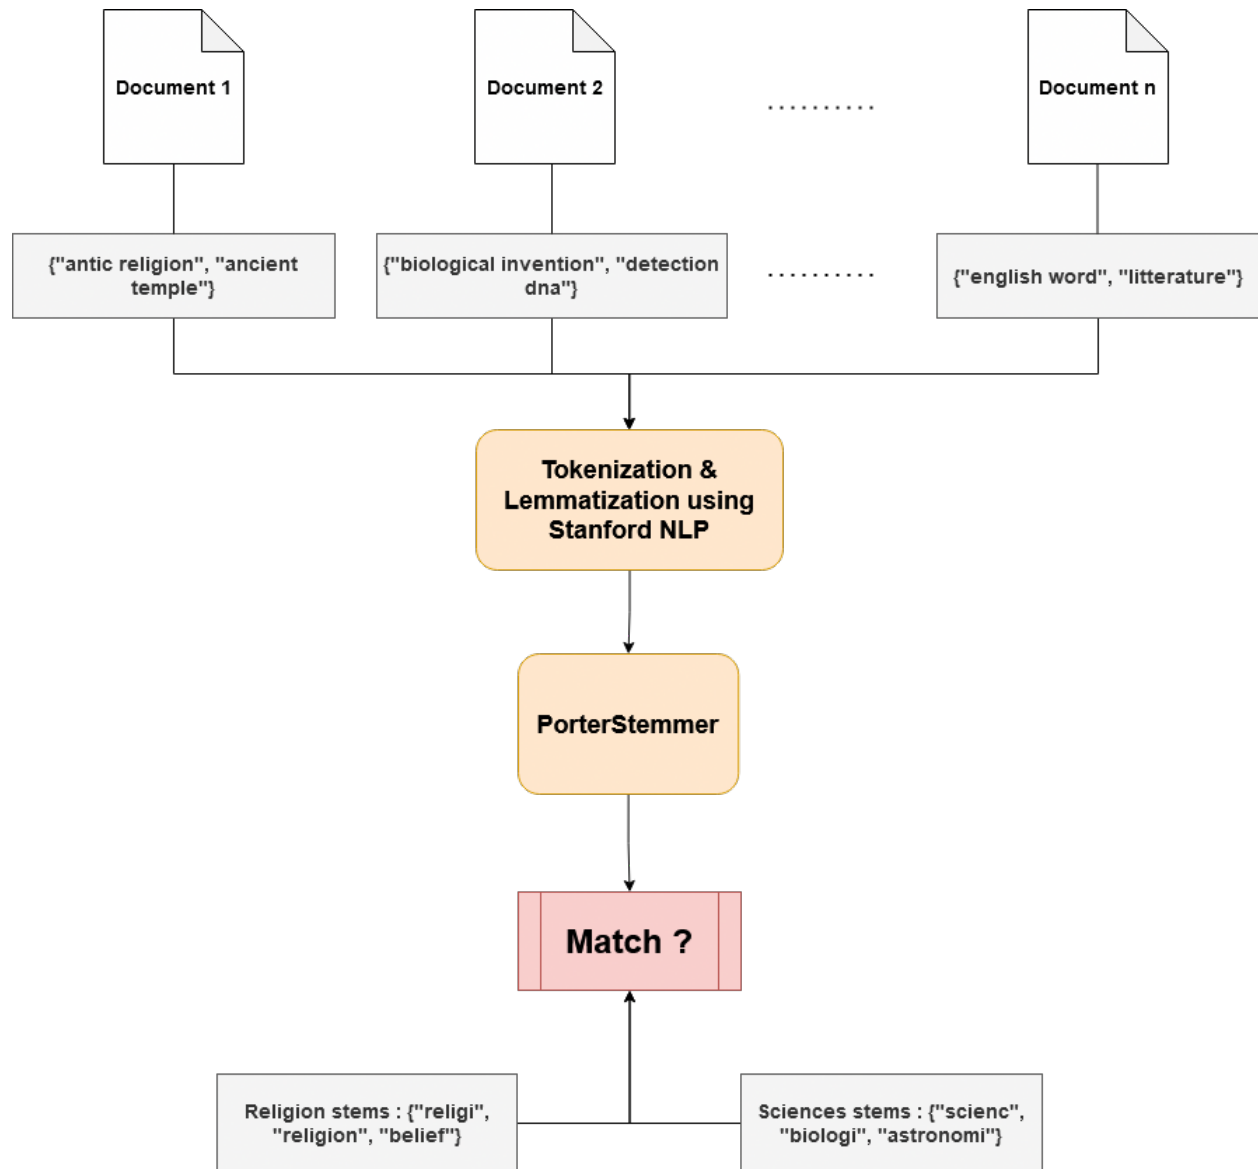 Document 1
Document 2
..........
Document n
{"antic religion", "ancient
temple"}
{"biological invention", "detection
dna"}
..........
{"english word", "litterature"}
Tokenization &
Lemmatization using
Stanford NLP
PorterStemmer
Match ?
Religion stems : {"religi",
"religion", "belief"}
Sciences stems : {"scienc",
"biologi", "astronomi"}